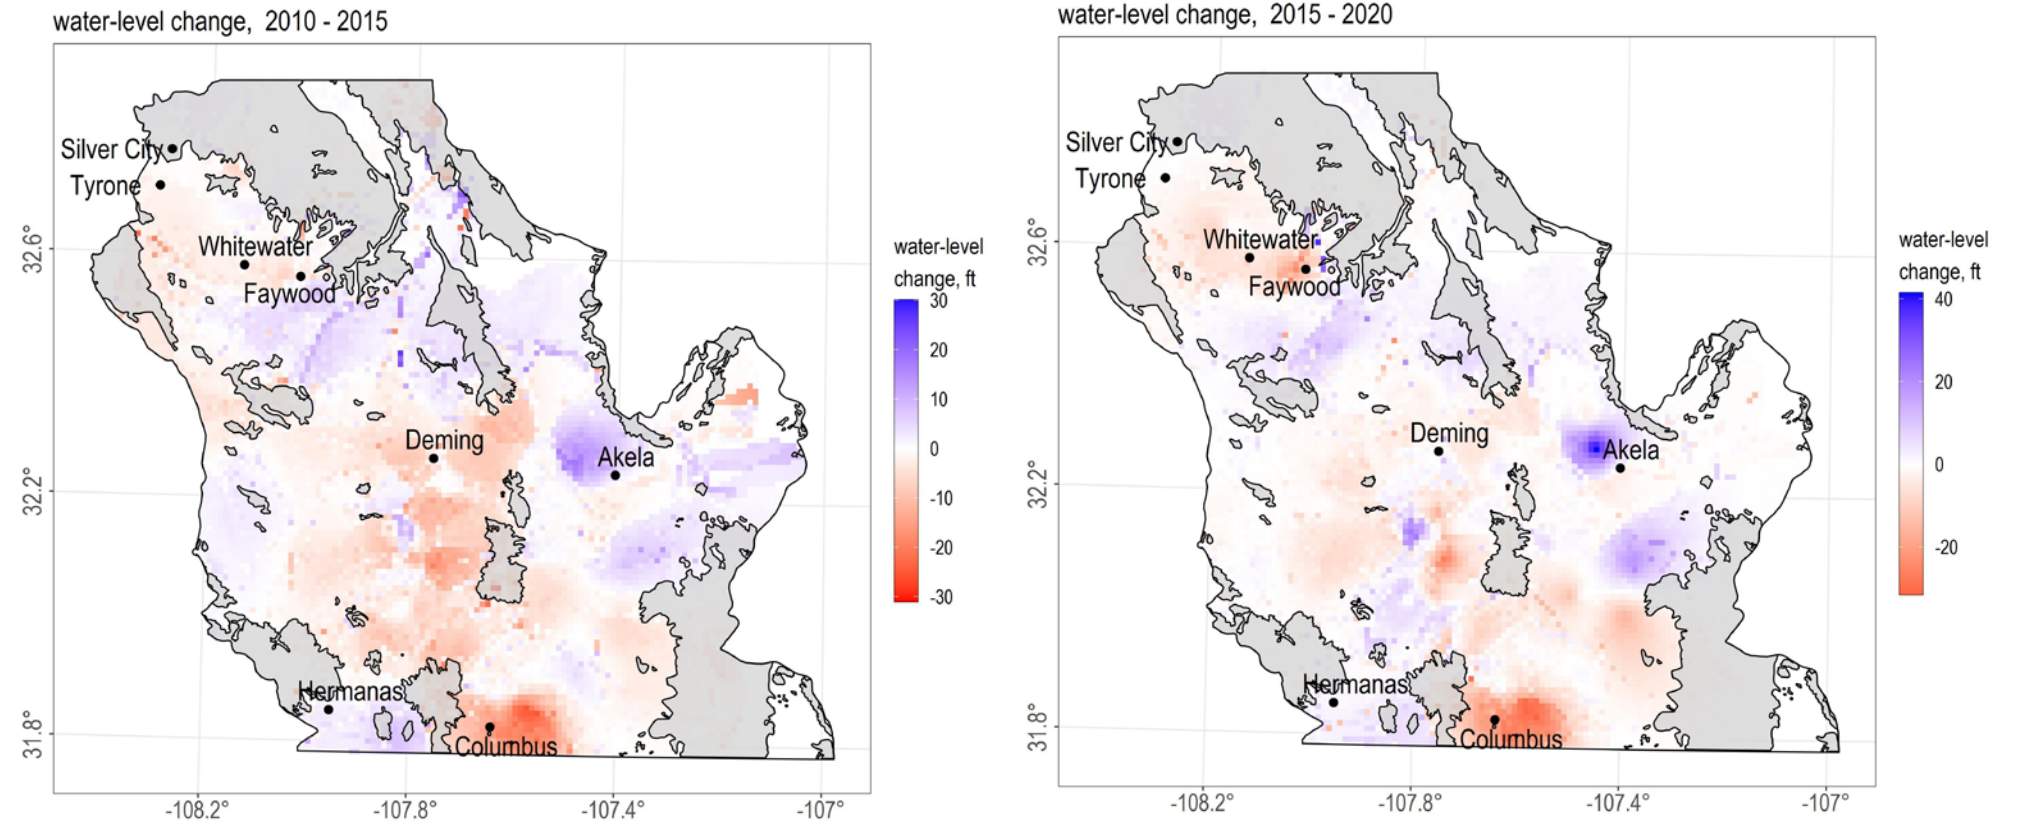 water-level change, 2010 - 2015
Silver City
Tyrone
Whitewater
Faywood
Deming
Akela
Hermanas
Columbus
32.6°
32.2°
31.8°
-108.2°
-107.8°
-107.4°
-107°
water-level
change, ft
30
20
10
0
-10
-20
-30
water-level change, 2015 - 2020
Silver City
Tyrone
Whitewater
Faywood
Deming
Akela
Hermanas
Columbus
32.6°
32.2°
31.8°
-108.2°
-107.8°
-107.4°
-107°
water-level
change, ft
40
20
0
-20